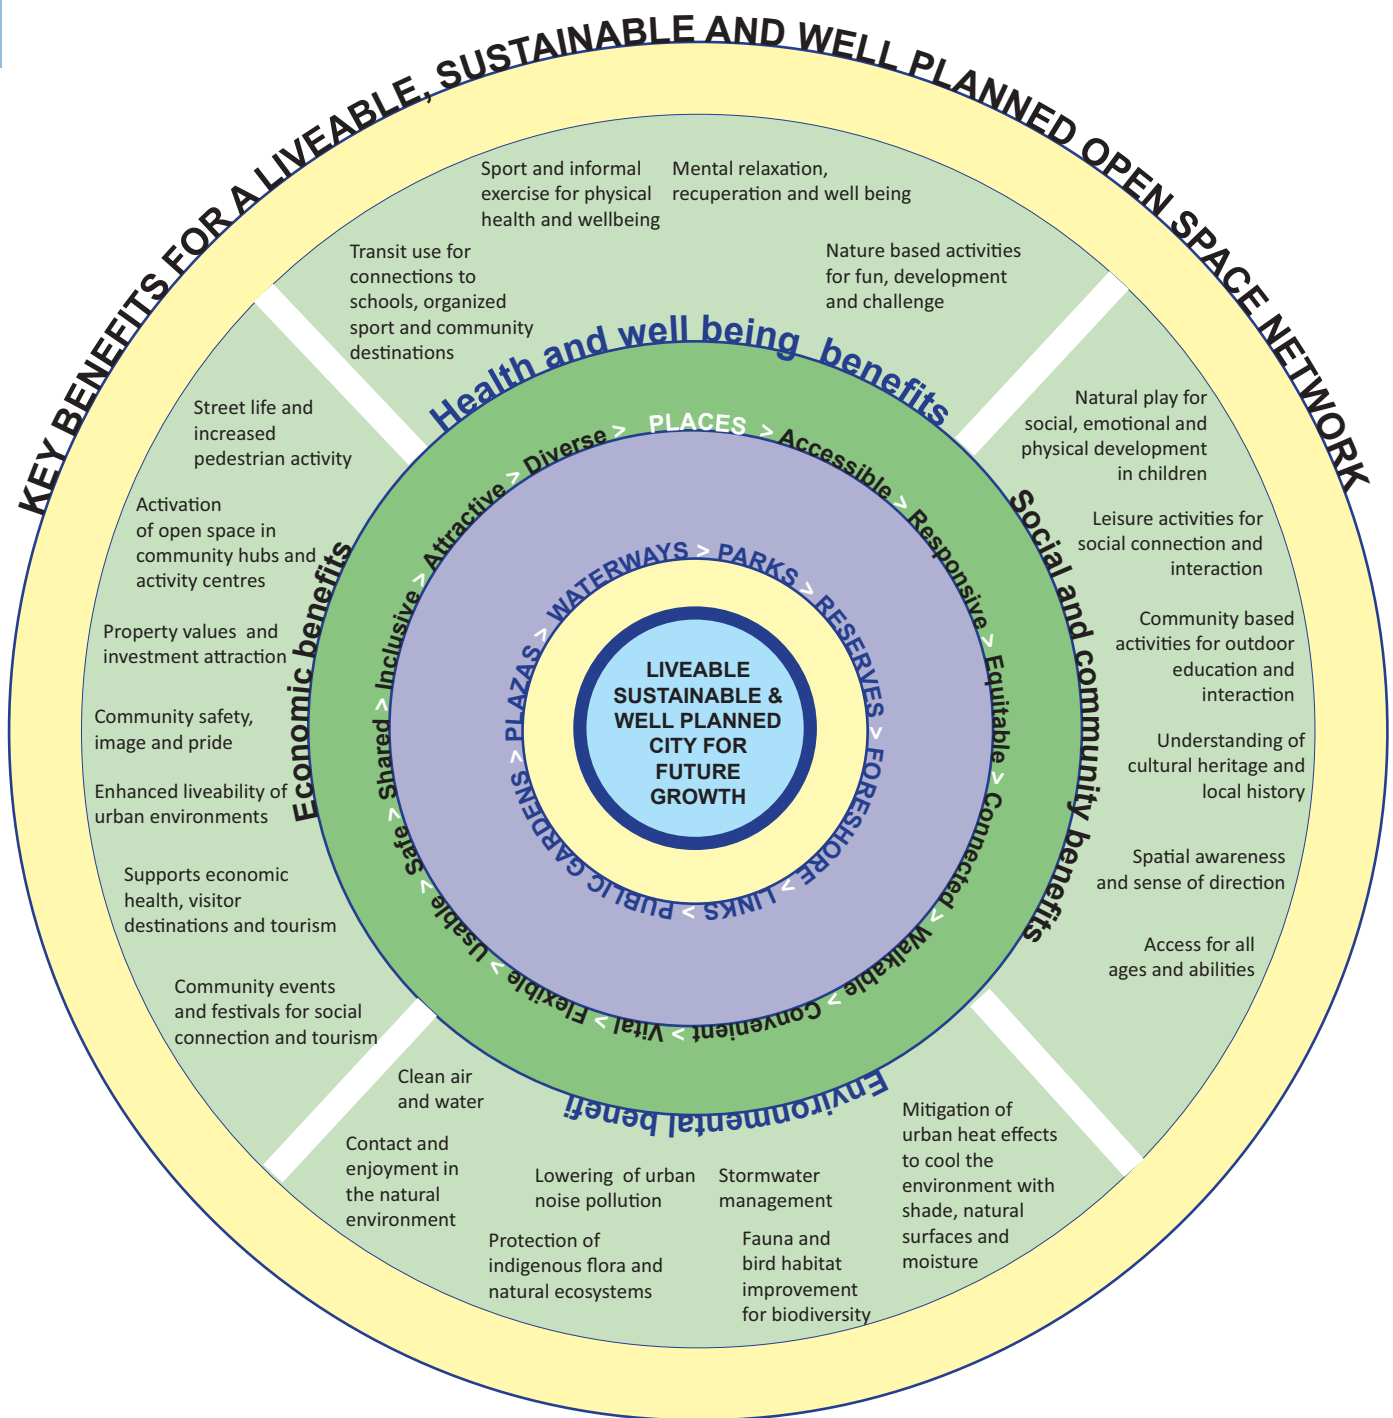 KEY BENEFITS FOR A LIVEABLE, SUSTAINABLE AND WELL PLANNED OPEN SPACE NETWORK
Health and well being benefits
Sport and informal
exercise for physical
health and wellbeing
Mental relaxation,
recuperation and well being
Transit use for
connections to
schools, organized
sport and community
destinations
Nature based activities
for fun, development
and challenge
Social and community benefits
Natural play for
social, emotional and
physical development
in children
Leisure activities for
social connection and
interaction
Community based
activities for outdoor
education and
interaction
Understanding of
cultural heritage and
local history
Spatial awareness
and sense of direction
Access for all
ages and abilities
Environmental benefi
Mitigation of
urban heat effects
to cool the
environment with
shade, natural
surfaces and
moisture
Stormwater
management
Fauna and
bird habitat
improvement
for biodiversity
Lowering of urban
noise pollution
Protection of
indigenous flora and
natural ecosystems
Clean air
and water
Contact and
enjoyment in
the natural
environment
Economic benefits
Street life and
increased
pedestrian activity
Activation
of open space in
community hubs and
activity centres
Property values and
investment attraction
Community safety,
image and pride
Enhanced liveability of
urban environments
Supports economic
health, visitor
destinations and tourism
Community events
and festivals for social
connection and tourism
PLACES > Accessible > Responsive > Equitable > Connected > Walkable > Convenient > Vital > Flexible > Usable > Safe > Shared > Inclusive > Attractive > Diverse >
PARKS > RESERVES > FORESHORE > LINKS > PUBLIC GARDENS > PLAZAS > WATERWAYS >
LIVEABLE
SUSTAINABLE &
WELL PLANNED
CITY FOR
FUTURE
GROWTH